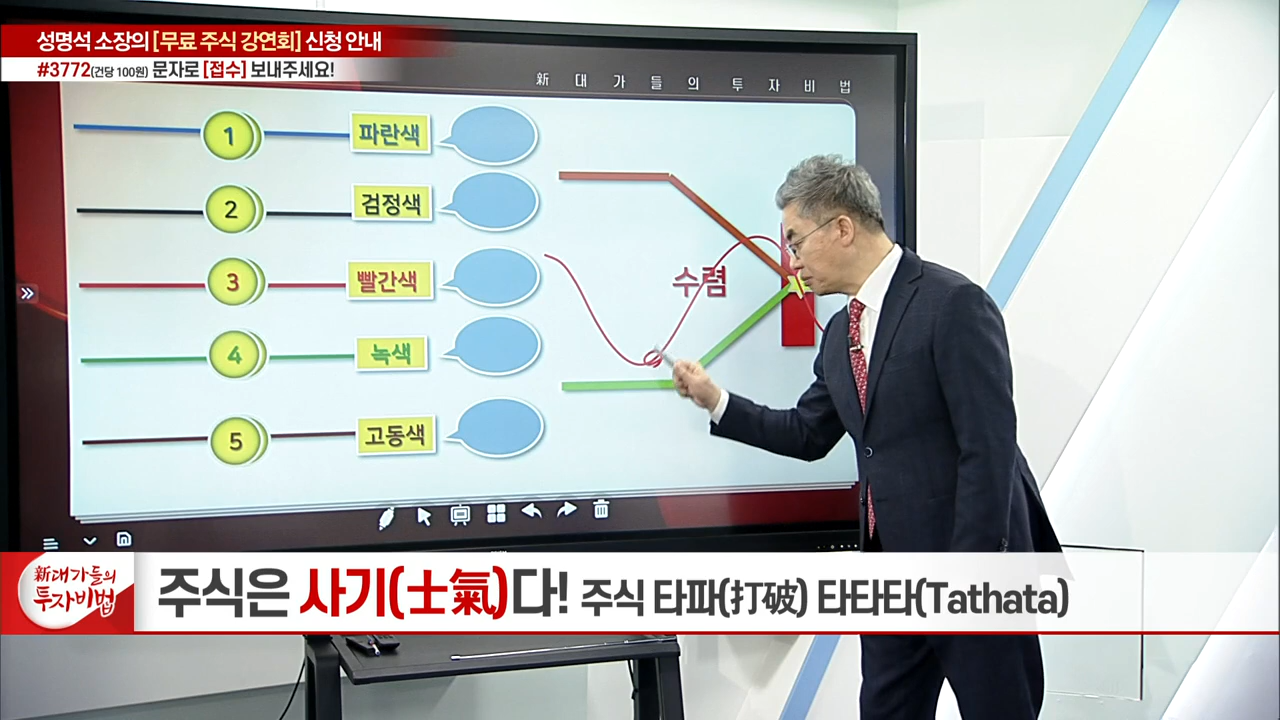 성명석 소장의 [무료 주식 강연회] 신청 안내
#3772(건당 100원) 문자로 [접수] 보내주세요!
新 대 가 들 의 투 자 비 법
1 파란색
2 검정색
3 빨간색
4 녹색
5 고동색
수렴
新대가들의
투자비법
주식은 사기(士氣)다! 주식 타파(打破) 타타타(Tathata)